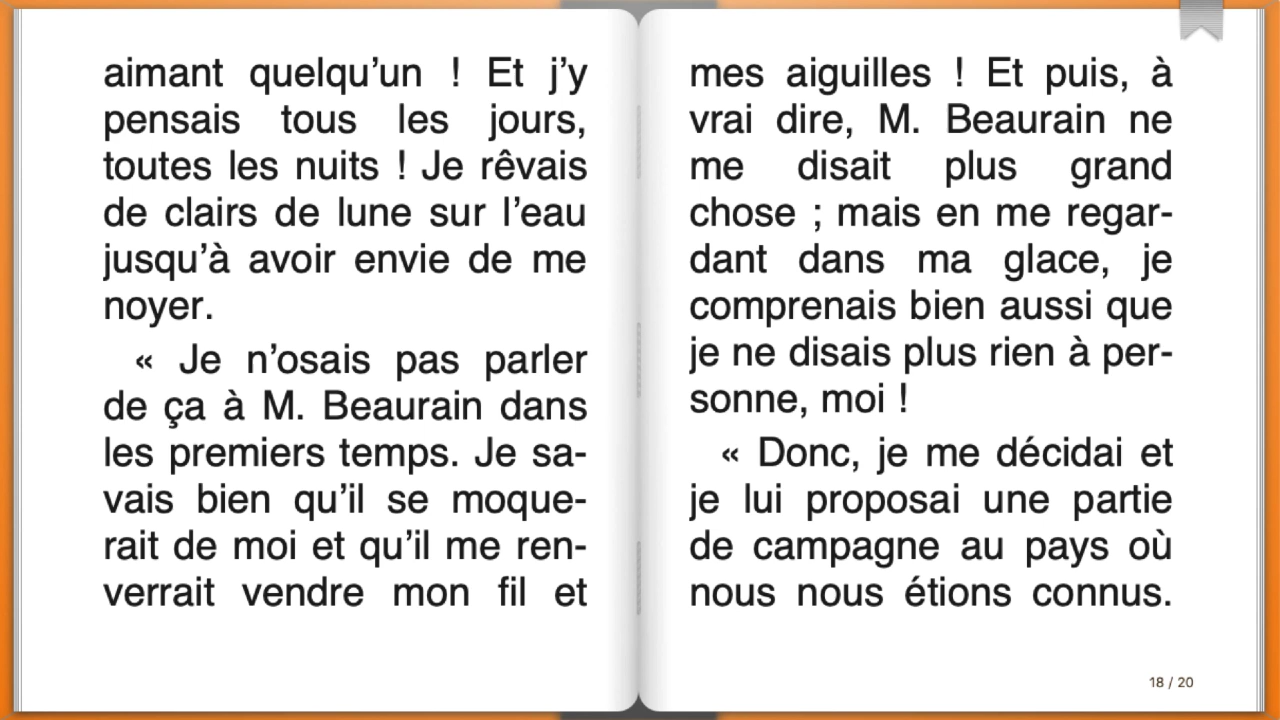 aimant quelqu’un ! Et j’y
pensais tous les jours,
toutes les nuits ! Je rêvais
de clairs de lune sur l’eau
jusqu’à avoir envie de me
noyer.
« Je n’osais pas parler
de ça à M. Beaurain dans
les premiers temps. Je sa-
vais bien qu’il se moque-
rait de moi et qu’il me ren-
verrait vendre mon fil et
mes aiguilles ! Et puis, à
vrai dire, M. Beaurain ne
me disait plus grand
chose ; mais en me regar-
dant dans ma glace, je
comprenais bien aussi que
je ne disais plus rien à per-
sonne, moi !
« Donc, je me décidai et
je lui proposai une partie
de campagne au pays où
nous nous étions connus.
18 / 20